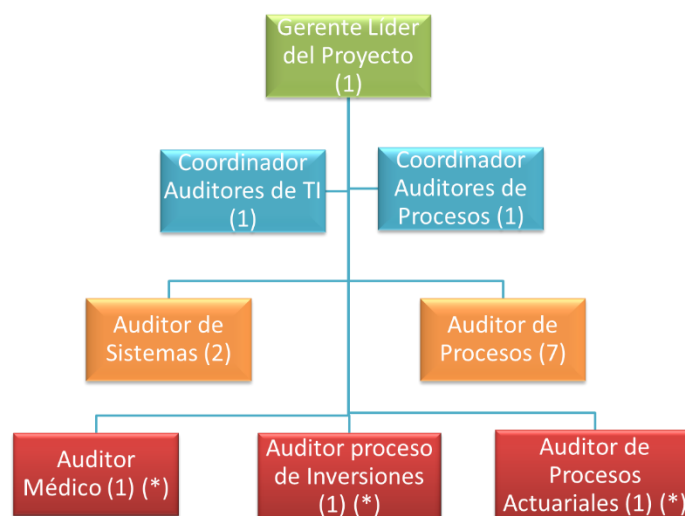 Gerente Líder
del Proyecto
(1)
Coordinador
Auditores de TI
(1)
Coordinador
Auditores de
Procesos (1)
Auditor de
Sistemas (2)
Auditor de
Procesos (7)
Auditor
Médico (1) (*)
Auditor proceso
de Inversiones
(1) (*)
Auditor de
Procesos
Actuariales (1) (*)